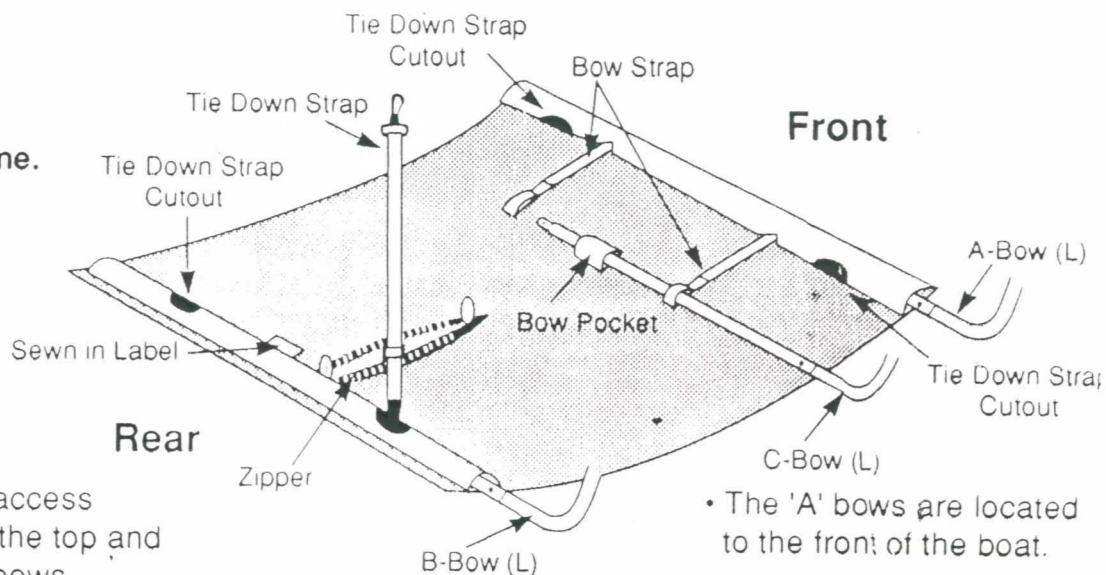 Tie Down Strap
Cutout
Bow Strap
Tie Down Strap
Front
ne.
Tie Down Strap
Cutout
A-Bow (L)
Bow Pocket
Sewn in Label
Tie Down Strap
Cutout
Rear
Zipper
C-Bow (L)
access
the top and
bows
B-Bow (L)
• The 'A' bows are located
to the front of the boat.